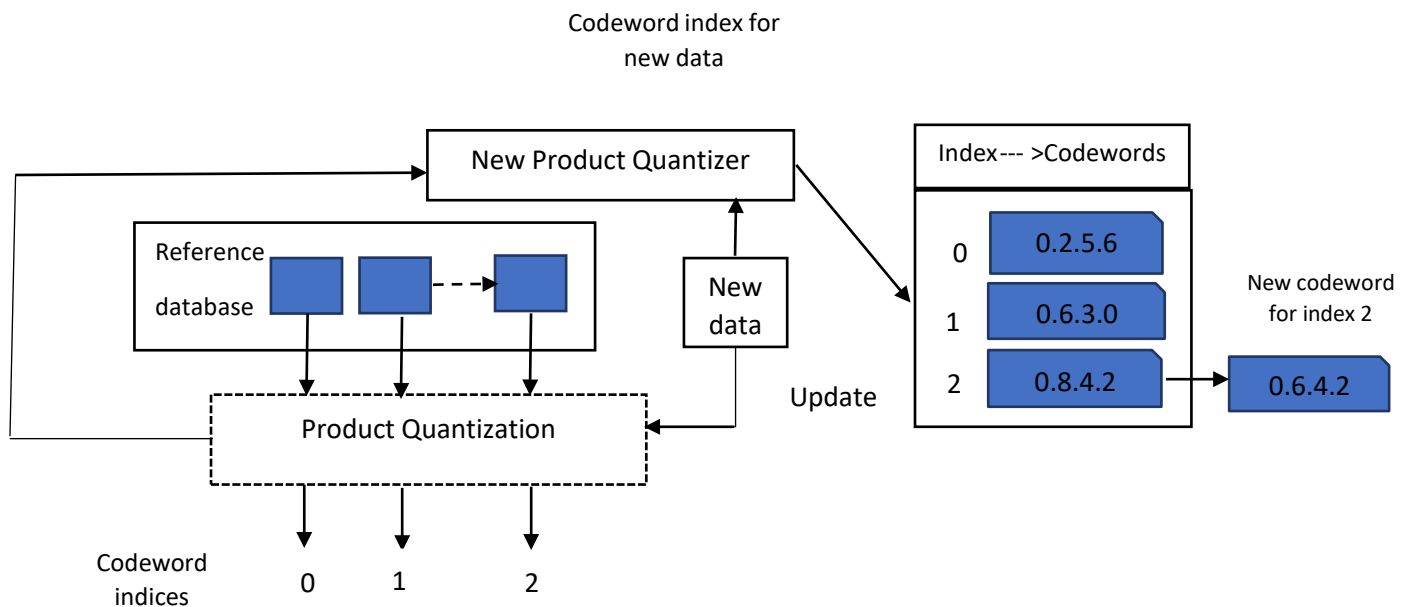 Codeword index for
new data
New Product Quantizer
Index--- >Codewords
Reference
database
New
data
0
0.2.5.6
1
0.6.3.0
2
0.8.4.2
New codeword
for index 2
0.6.4.2
Update
Product Quantization
Codeword
indices
0
1
2